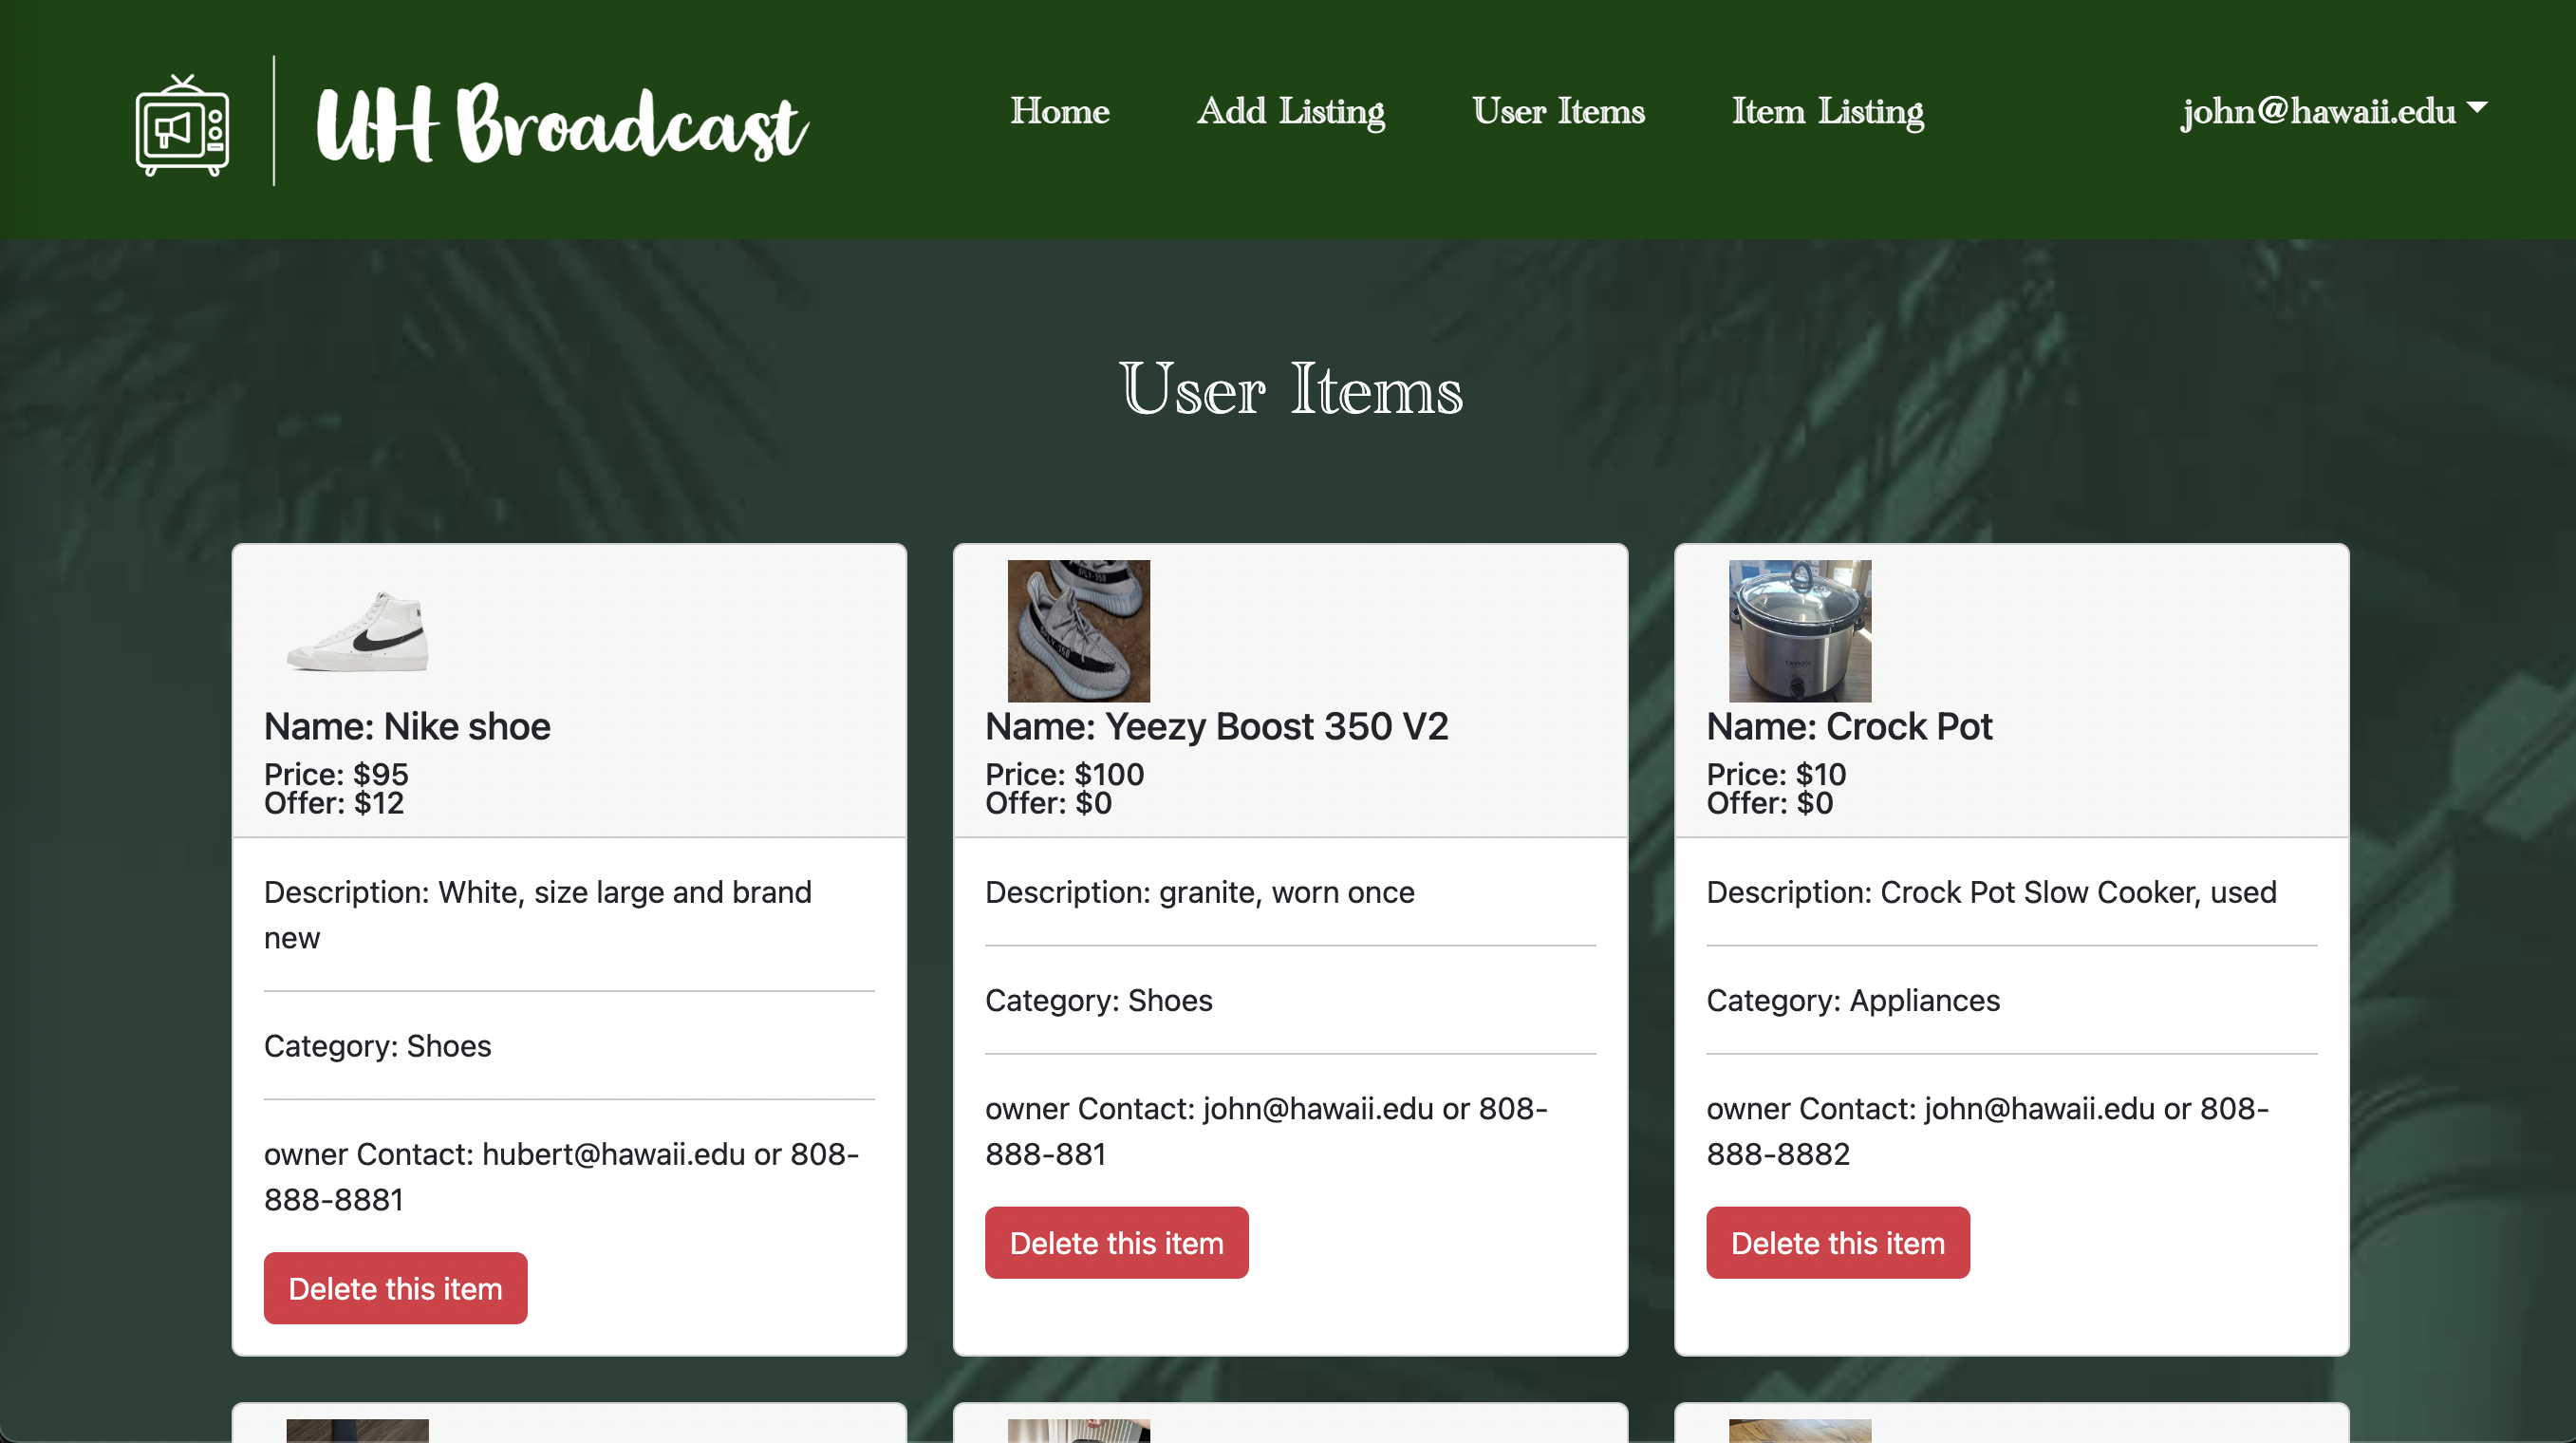 UH Broadcast
Home
Add Listing
User Items
Item Listing
john@hawaii.edu
User Items
Name: Nike shoe
Price: $95
Offer: $12
Description: White, size large and brand
new
Category: Shoes
owner Contact: hubert@hawaii.edu or 808-
888-8881
Delete this item
SPLY-350
SPLY-350
Name: Yeezy Boost 350 V2
Price: $100
Offer: $0
Description: granite, worn once
Category: Shoes
owner Contact: john@hawaii.edu or 808-
888-881
Delete this item
Name: Crock Pot
Price: $10
Offer: $0
Description: Crock Pot Slow Cooker, used
Category: Appliances
owner Contact: john@hawaii.edu or 808-
888-8882
Delete this item